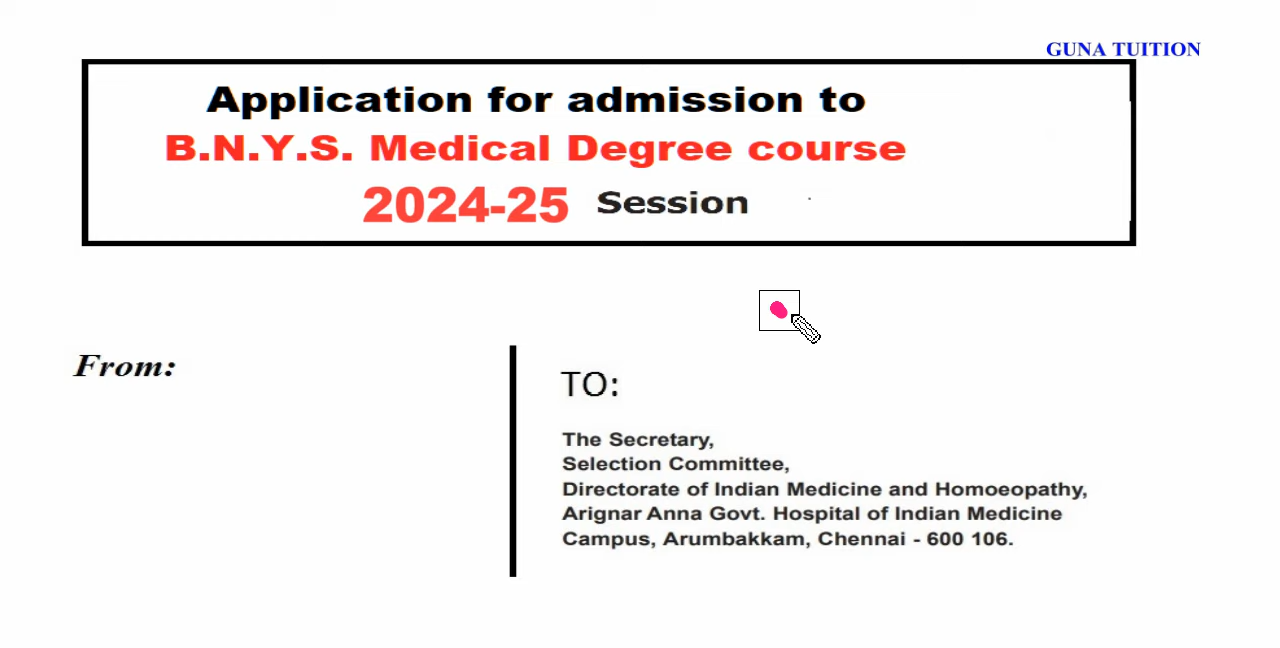 GUNA TUITION
Application for admission to
B.N.Y.S. Medical Degree course
2024-25 Session
From:
TO:
The Secretary,
Selection Committee,
Directorate of Indian Medicine and Homoeopathy,
Arignar Anna Govt. Hospital of Indian Medicine
Campus, Arumbakkam, Chennai - 600 106.